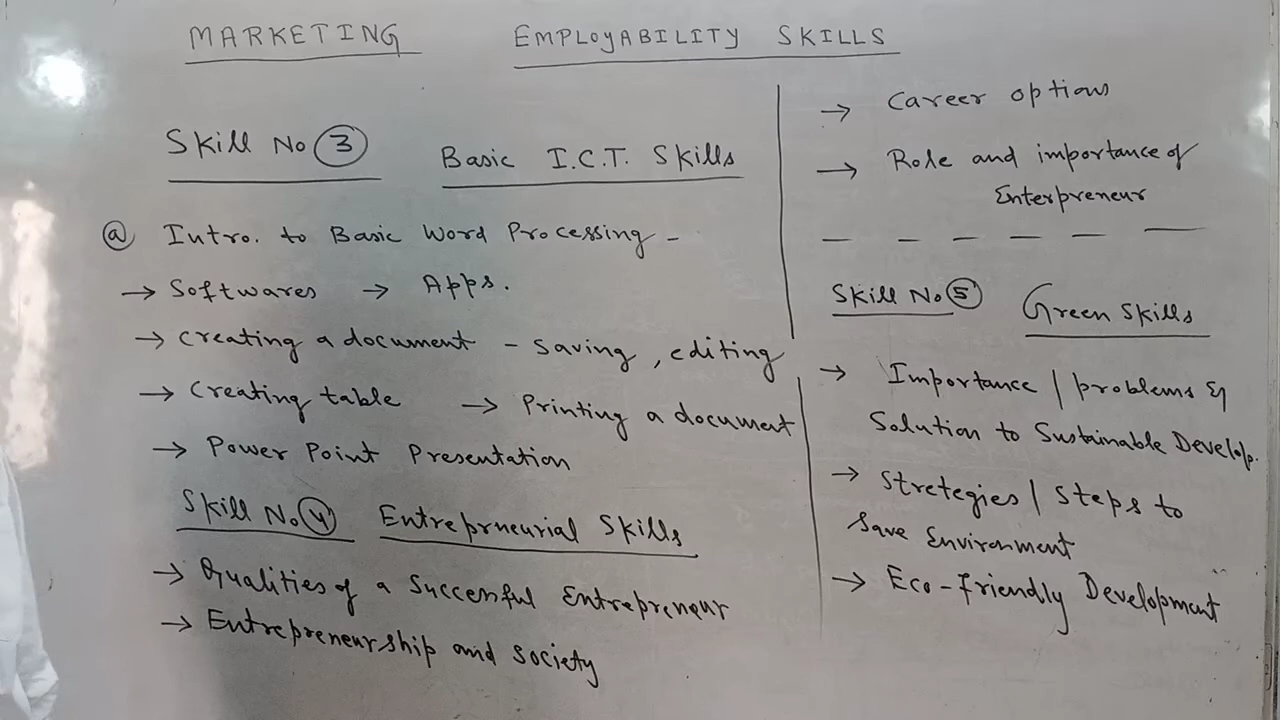 MARKETING EMPLOYABILITY SKILLS
Skill No 3 Basic I.C.T. Skills
a Intro. to Basic Word Processing -
→ Softwares → Apps.
→ Creating a document - Saving, editing
→ Creating table → Printing a document
→ Power Point Presentation
Skill No. 4 Entreprneurial Skills
→ Qualities of a Successful Entrepreneur
→ Entrepreneurship and society
→ Career options
→ Role and importance of
Enterpreneur
— — — — — —
Skill No 5 Green Skills
→ Importance / problems &
Solution to Sustainable Develop.
→ Stretegies / Steps to
Save Environment
→ Eco-friendly Development